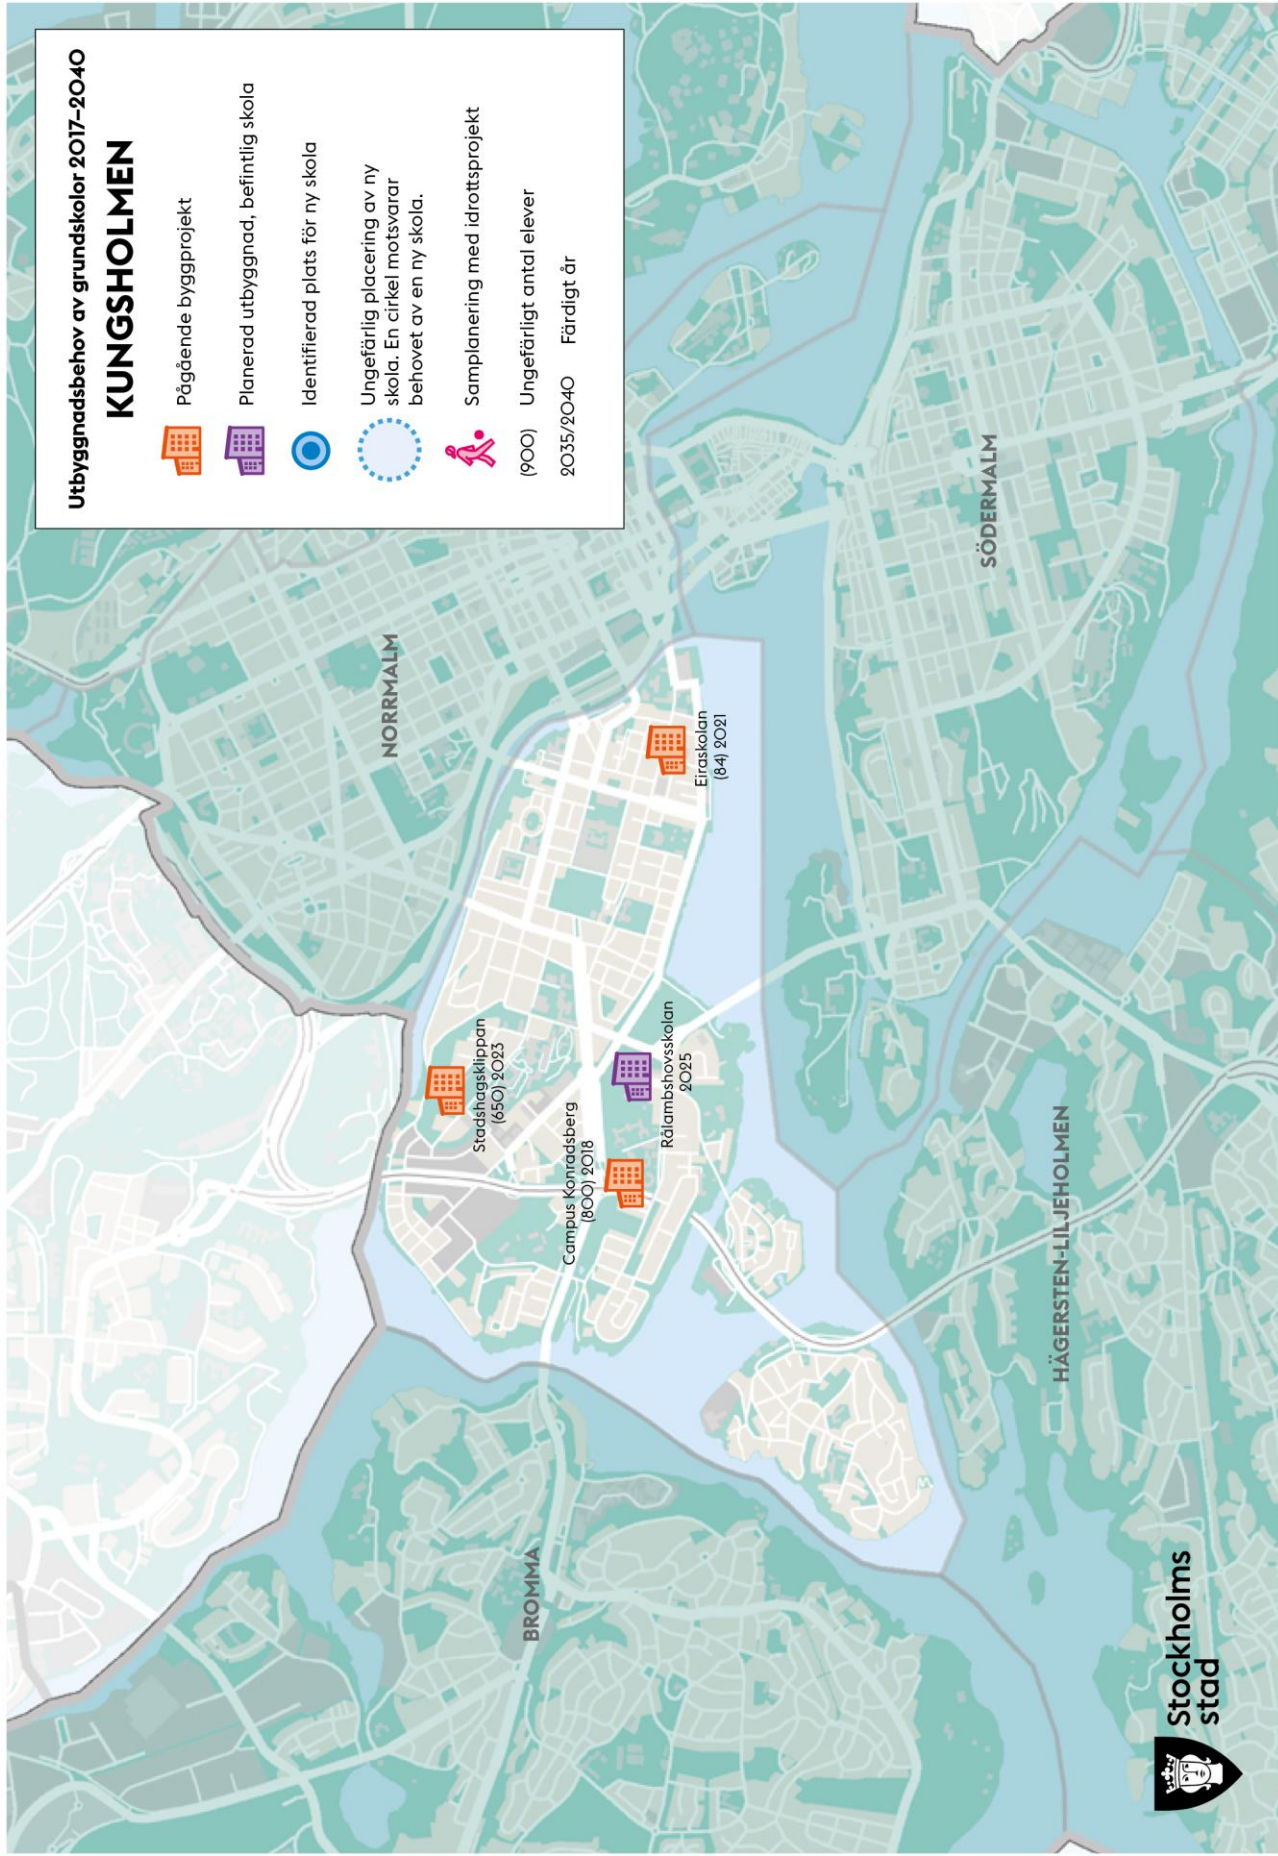 Utbyggnadsbehov av grundskolor 2017–2040
KUNGSHOLMEN
Pågående byggprojekt
Planerad utbyggnad, befintlig skola
Identifierad plats för ny skola
Ungefärlig placering av ny
skola. En cirkel motsvarar
behovet av en ny skola.
Samplanering med idrottsprojekt
(900) Ungefärligt antal elever
2035/2040 Färdigt år
NORRMALM
Stadshagsklippan
(650) 2023
Campus Konradsberg
(800) 2018
Rålambshovsskolan
2025
Eiraskolan
(84) 2021
BROMMA
SÖDERMALM
HÄGERSTEN-LILJEHOLMEN
Stockholms
stad